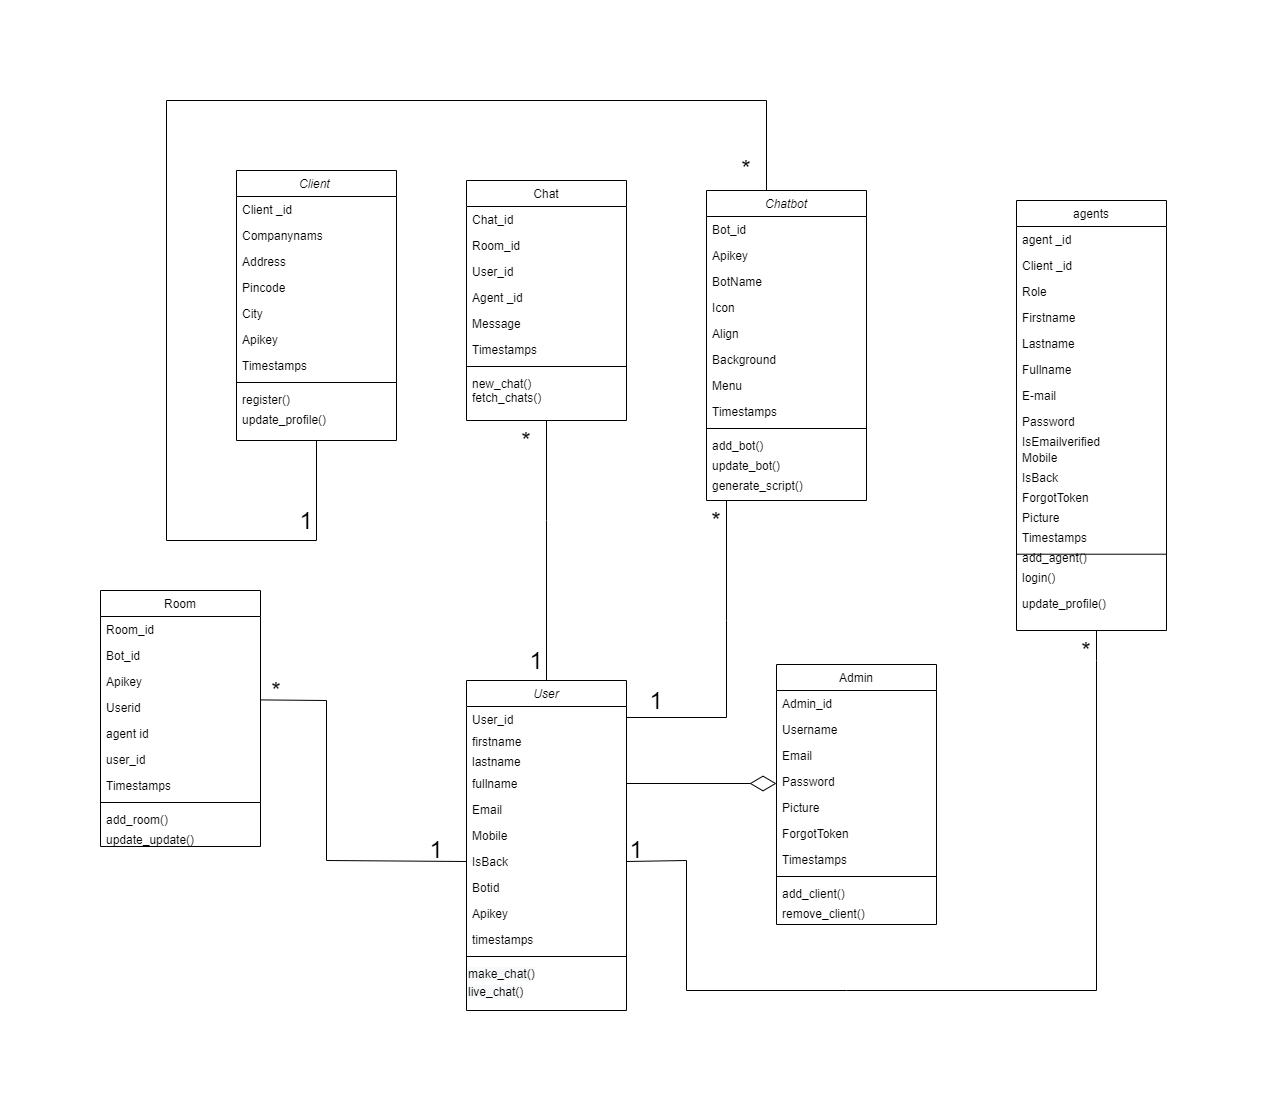 *
Client
Client _id
Companynams
Address
Pincode
City
Apikey
Timestamps
register()
update_profile()
1
Chat
Chat_id
Room_id
User_id
Agent _id
Message
Timestamps
new_chat()
fetch_chats()
*
1
Chatbot
Bot_id
Apikey
BotName
Icon
Align
Background
Menu
Timestamps
add_bot()
update_bot()
generate_script()
*
1
agents
agent _id
Client _id
Role
Firstname
Lastname
Fullname
E-mail
Password
IsEmailverified
Mobile
IsBack
ForgotToken
Picture
Timestamps
add_agent()
login()
update_profile()
*
1
Room
Room_id
Bot_id
Apikey
Userid
agent id
user_id
Timestamps
add_room()
update_update()
*
1
User
User_id
firstname
lastname
fullname
Email
Mobile
IsBack
Botid
Apikey
timestamps
make_chat()
live_chat()
Admin
Admin_id
Username
Email
Password
Picture
ForgotToken
Timestamps
add_client()
remove_client()